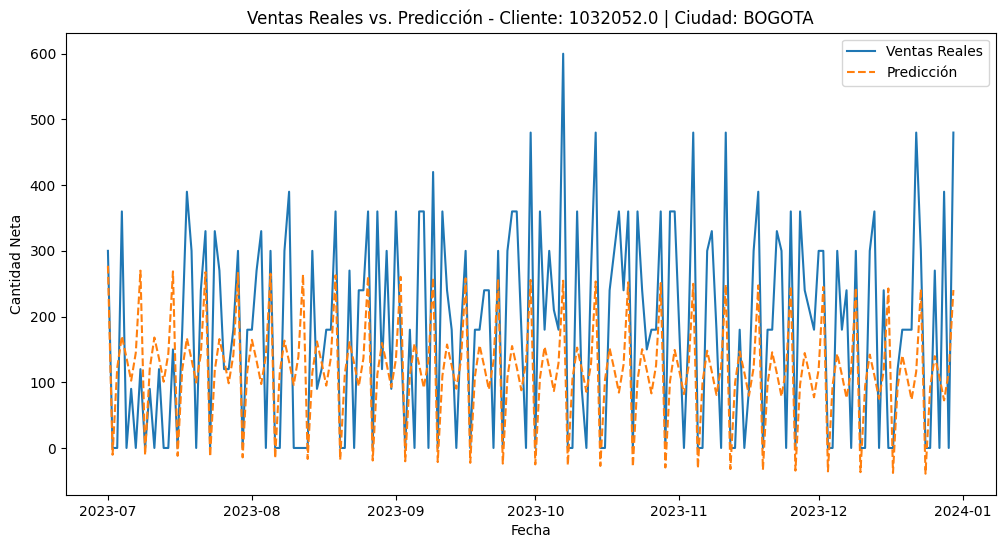 Ventas Reales vs. Predicción - Cliente: 1032052.0 | Ciudad: BOGOTA
Ventas Reales
Predicción
600
500
400
300
200
100
0
Cantidad Neta
2023-07
2023-08
2023-09
2023-10
2023-11
2023-12
2024-01
Fecha